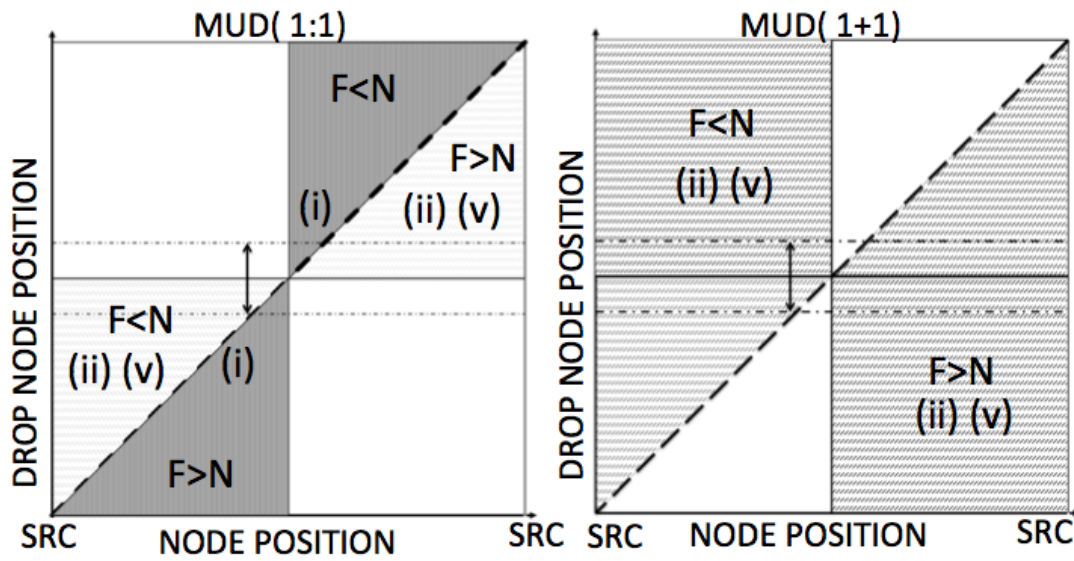 MUD( 1:1)
F<N
F>N
(i)
(ii) (v)
F<N
(ii) (v)
(i)
F>N
DROP NODE POSITION
SRC
NODE POSITION
SRC
MUD( 1+1)
F<N
(ii) (v)
F>N
(ii) (v)
DROP NODE POSITION
SRC
NODE POSITION
SRC